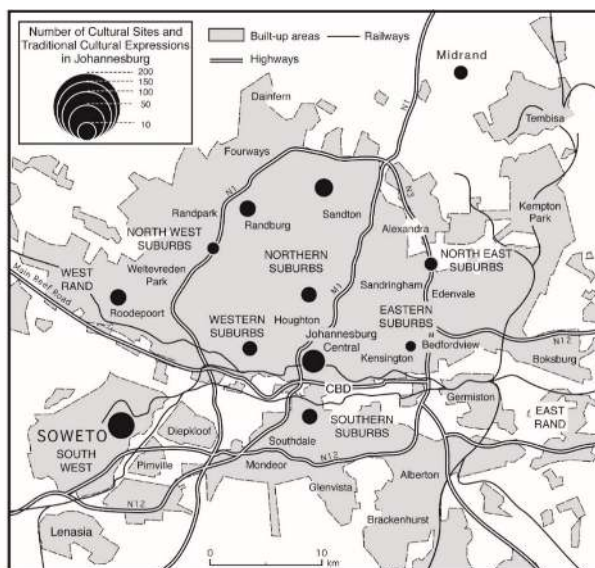 Number of Cultural Sites and
Traditional Cultural Expressions
in Johannesburg
200
150
100
50
10
Built-up areas
Railways
Highways
Midrand
Dainfern
Tembisa
Fourways
N1
N3
Kempton
Park
Randpark
Randburg
Sandton
Alexandra
NORTH WEST
SUBURBS
NORTHERN
SUBURBS
NORTH EAST
SUBURBS
Weltevreden
Park
WEST
RAND
Main Reef Road
Roodepoort
M1
Sandringham
Edenvale
EASTERN
SUBURBS
WESTERN
SUBURBS
Houghton
Johannesburg
Central
Kensington
Bedfordview
N12
Boksburg
CBD
Germiston
EAST
RAND
SOWETO
SOUTH
WEST
Diepkloof
Pimville
Southdale
SOUTHERN
SUBURBS
Mondeor
N12
Glenvista
Alberton
N12
Brackenhurst
Lenasia
0
10
km